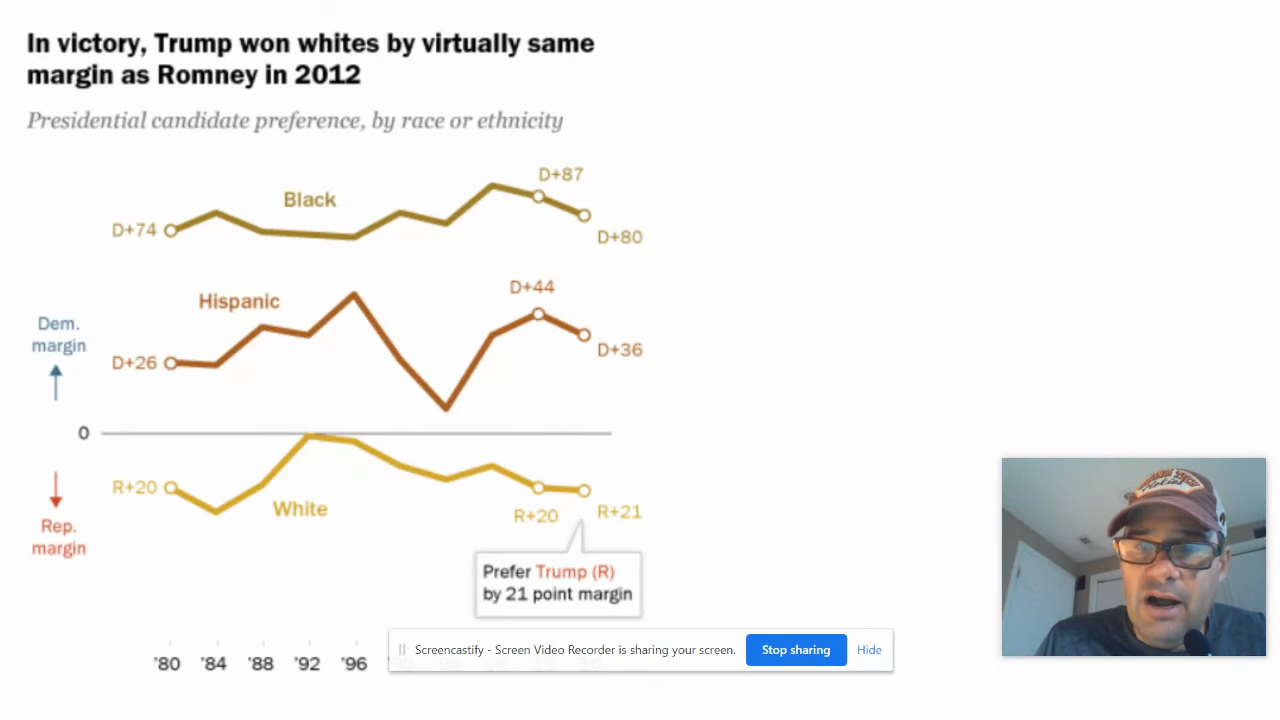 In victory, Trump won whites by virtually same
margin as Romney in 2012
Presidential candidate preference, by race or ethnicity
D+87
Black
D+74
D+80
D+44
Hispanic
Dem.
margin
D+36
D+26
0
R+20
White
R+20
R+21
Rep.
margin
Prefer Trump (R)
by 21 point margin
Screencastify - Screen Video Recorder is sharing your screen.
Stop sharing
Hide
'80 '84 '88 '92 '96